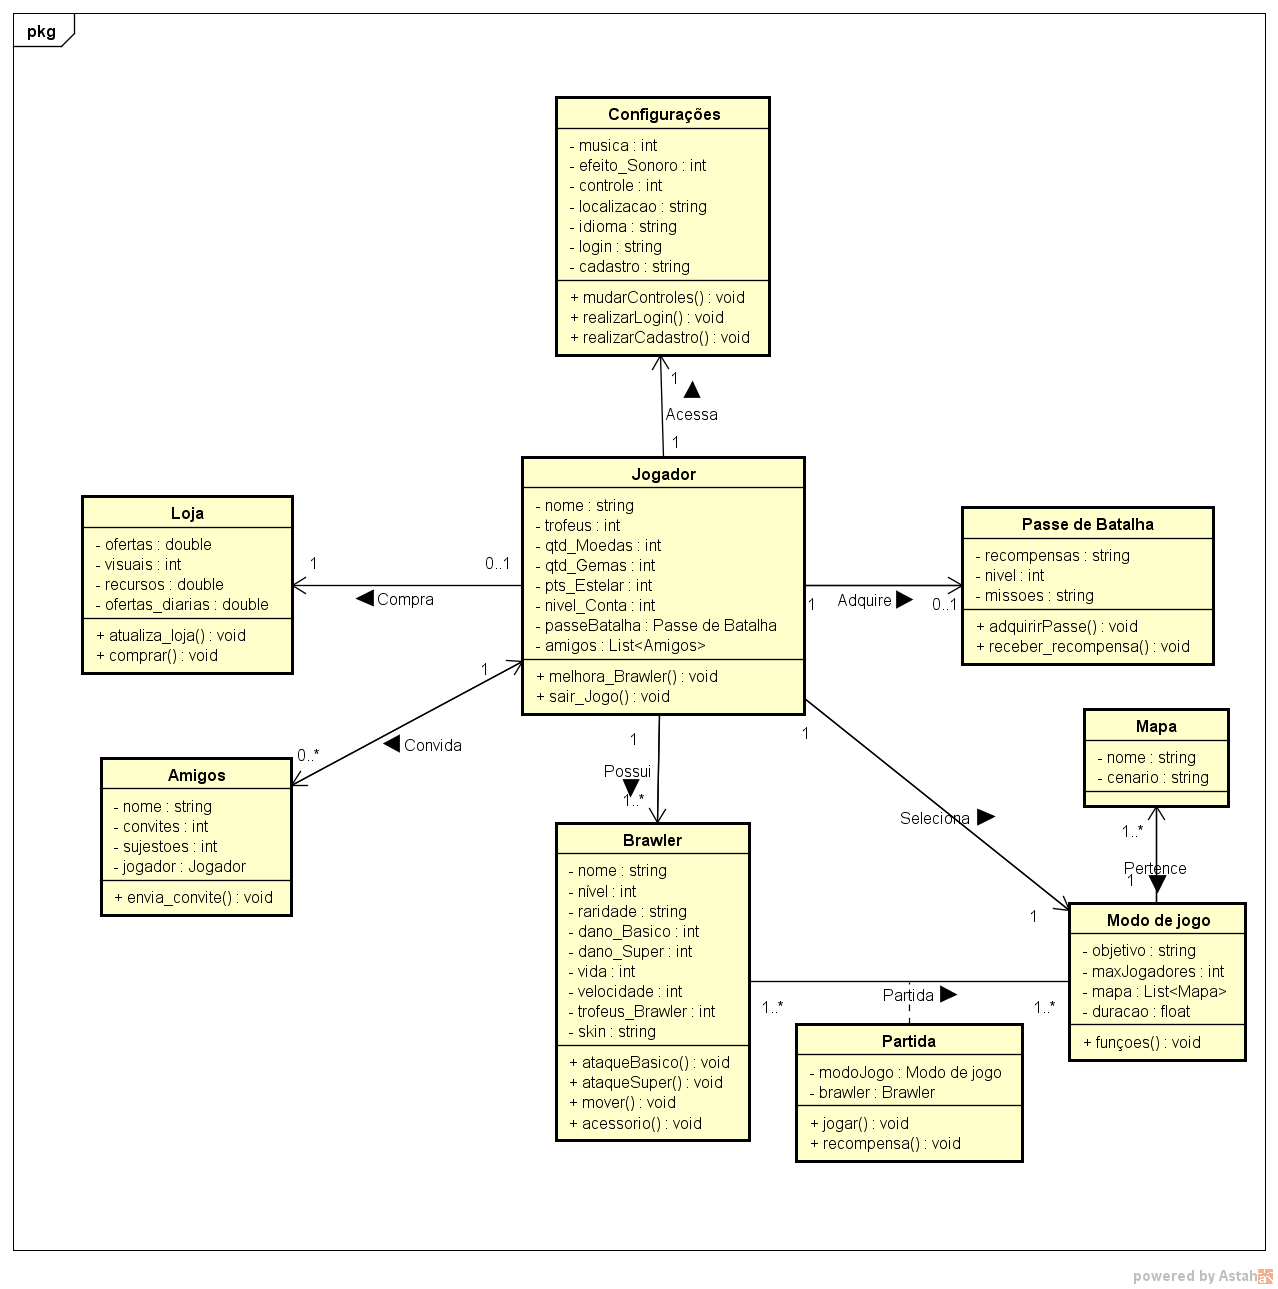 pkg
Configurações
- musica : int
- efeito_Sonoro : int
- controle : int
- localizacao : string
- idioma : string
- login : string
- cadastro : string
+ mudarControles() : void
+ realizarLogin() : void
+ realizarCadastro() : void
1
Acessa
1
Jogador
- nome : string
- trofeus : int
- qtd_Moedas : int
- qtd_Gemas : int
- pts_Estelar : int
- nivel_Conta : int
- passeBatalha : Passe de Batalha
- amigos : List<Amigos>
+ melhora_Brawler() : void
+ sair_Jogo() : void
Loja
- ofertas : double
- visuais : int
- recursos : double
- ofertas_diarias : double
+ atualiza_loja() : void
+ comprar() : void
1
0..1
Compra
Passe de Batalha
- recompensas : string
- nivel : int
- missoes : string
+ adquirirPasse() : void
+ receber_recompensa() : void
1
Adquire
0..1
1
Convida
0..*
Amigos
- nome : string
- convites : int
- sujestoes : int
- jogador : Jogador
+ envia_convite() : void
1
Possui
1..*
1
Seleciona
1
Mapa
- nome : string
- cenario : string
1..*
Pertence
1
Brawler
- nome : string
- nível : int
- raridade : string
- dano_Basico : int
- dano_Super : int
- vida : int
- velocidade : int
- trofeus_Brawler : int
- skin : string
+ ataqueBasico() : void
+ ataqueSuper() : void
+ mover() : void
+ acessorio() : void
Modo de jogo
- objetivo : string
- maxJogadores : int
- mapa : List<Mapa>
- duracao : float
+ funçoes() : void
1..*
Partida
1..*
Partida
- modoJogo : Modo de jogo
- brawler : Brawler
+ jogar() : void
+ recompensa() : void
powered by Astah